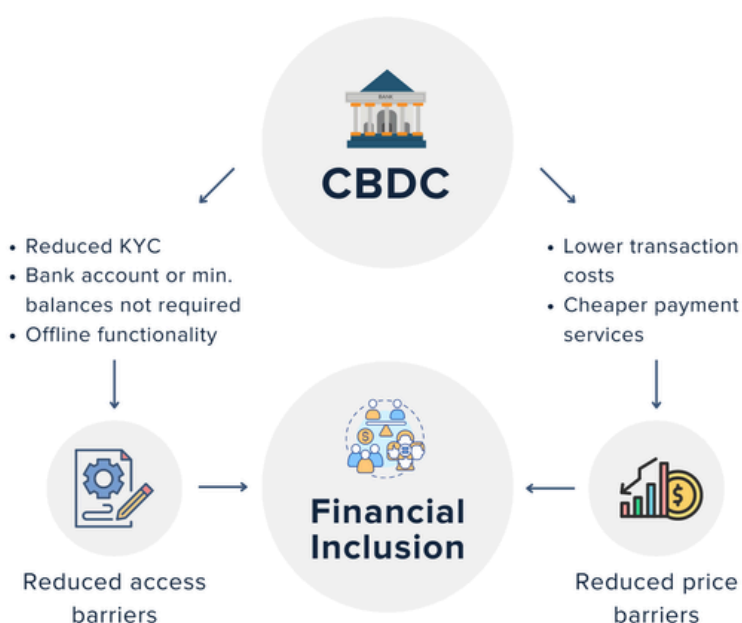 BANK
CBDC
• Reduced KYC
• Bank account or min.
balances not required
• Offline functionality
• Lower transaction
costs
• Cheaper payment
services
$
Financial
Inclusion
$
Reduced access
barriers
Reduced price
barriers